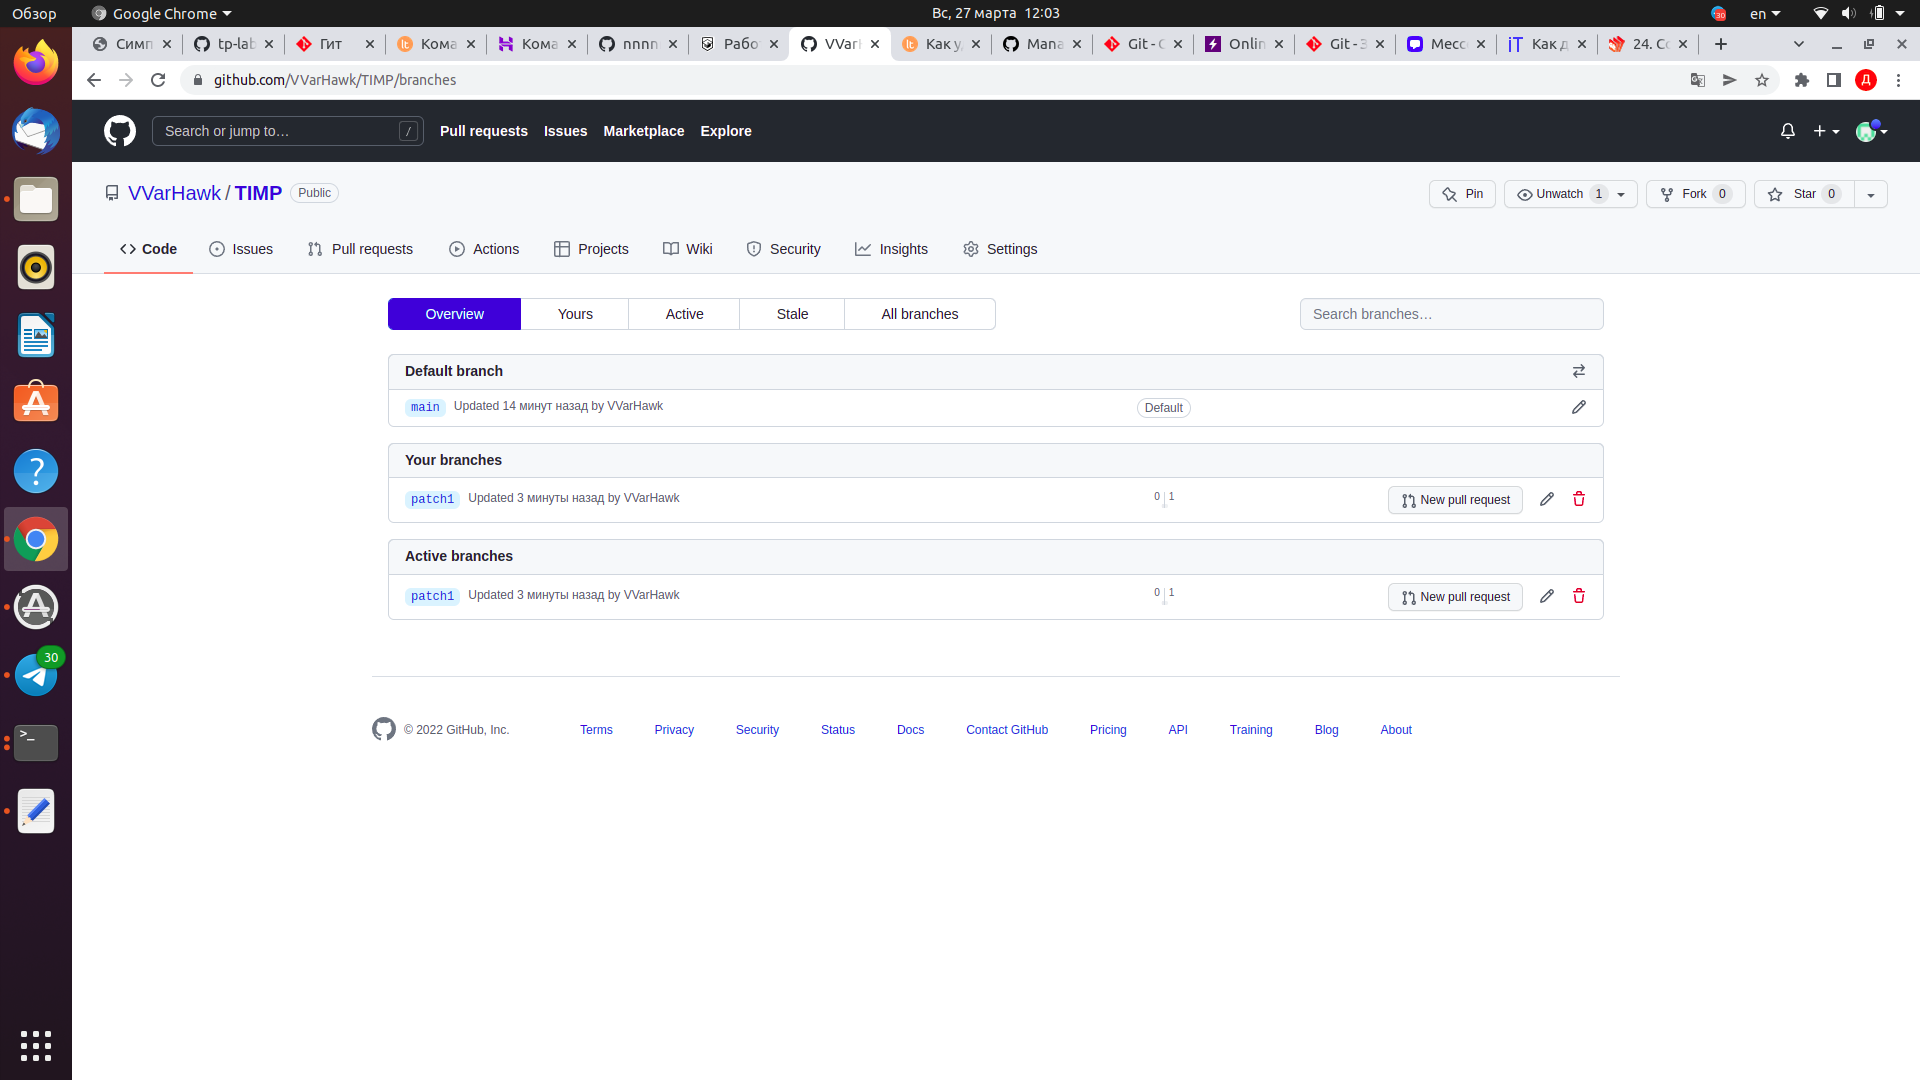 Обзор Google Chrome Вс, 27 марта 12:03 30 en
Симп tp-lab Гит Кома Кома nnnn Рабо VVarH Как у Mana Git - Onlin Git - Месс Как д 24. Сс
github.com/VVarHawk/TIMP/branches Д
Search or jump to… / Pull requests Issues Marketplace Explore
VVarHawk / TIMP Public Pin Unwatch 1 Fork 0 Star 0
Code Issues Pull requests Actions Projects Wiki Security Insights Settings
Overview Yours Active Stale All branches Search branches…
Default branch
main Updated 14 минут назад by VVarHawk Default
Your branches
patch1 Updated 3 минуты назад by VVarHawk 0 1 New pull request
Active branches
patch1 Updated 3 минуты назад by VVarHawk 0 1 New pull request
30
© 2022 GitHub, Inc. Terms Privacy Security Status Docs Contact GitHub Pricing API Training Blog About
>_